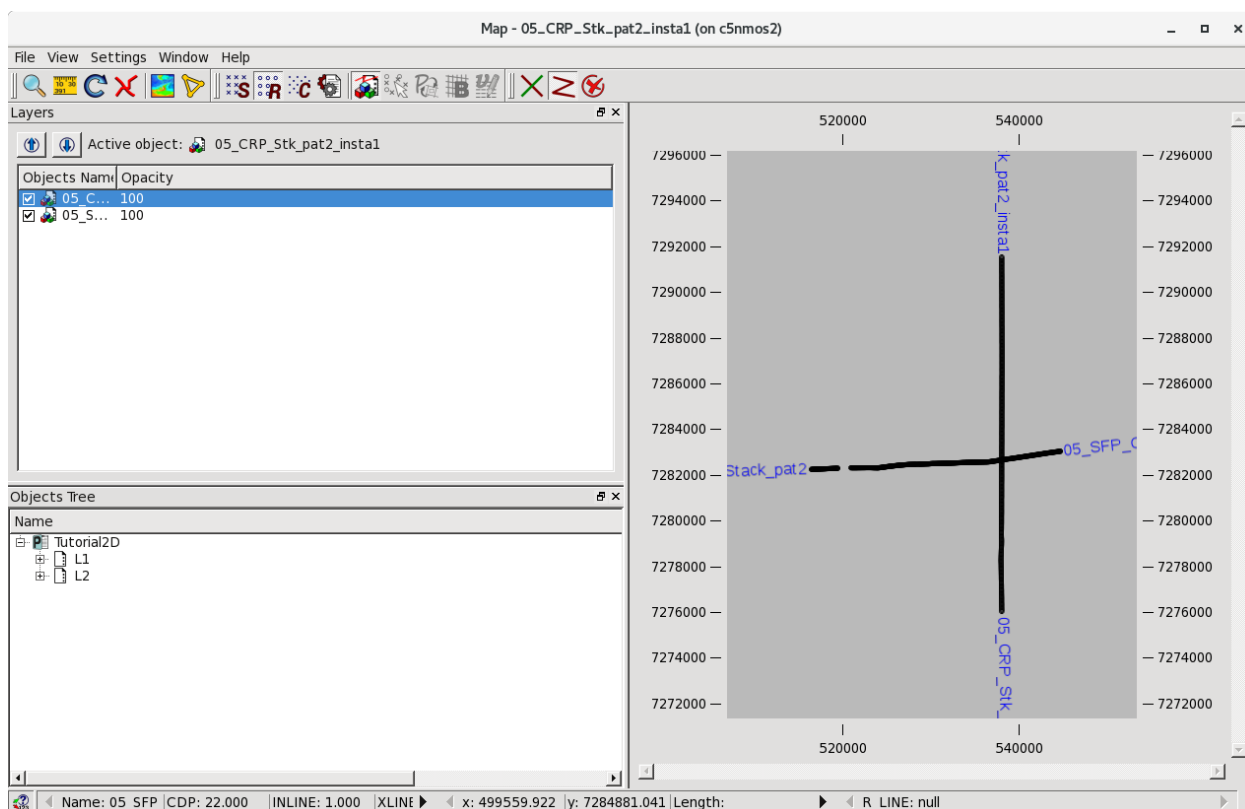 Map - 05_CRP_Stk_pat2_insta1 (on c5nmos2)
File View Settings Window Help
S R C B
Layers
Active object: 05_CRP_Stk_pat2_insta1
Objects Name Opacity
05_C... 100
05_S... 100
Objects Tree
Name
Tutorial2D
L1
L2
520000 540000
7296000 7296000
7294000 7294000
7292000 7292000
7290000 7290000
7288000 7288000
7286000 7286000
7284000 7284000
7282000 7282000
7280000 7280000
7278000 7278000
7276000 7276000
7274000 7274000
7272000 7272000
520000 540000
k_pat2_insta1
Stack_pat2
05_SFP_C
05_CRP_Stk_
Name: 05_SFP CDP: 22.000 INLINE: 1.000 XLINE x: 499559.922 y: 7284881.041 Length: R_LINE: null